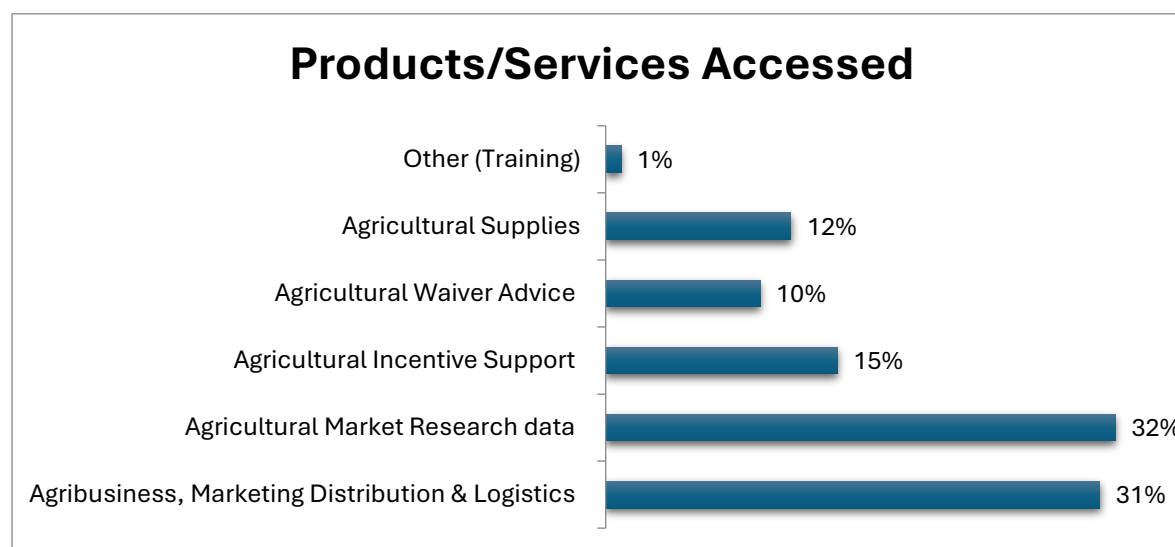 Products/Services Accessed
Other (Training) 1%
Agricultural Supplies 12%
Agricultural Waiver Advice 10%
Agricultural Incentive Support 15%
Agricultural Market Research data 32%
Agribusiness, Marketing Distribution & Logistics 31%